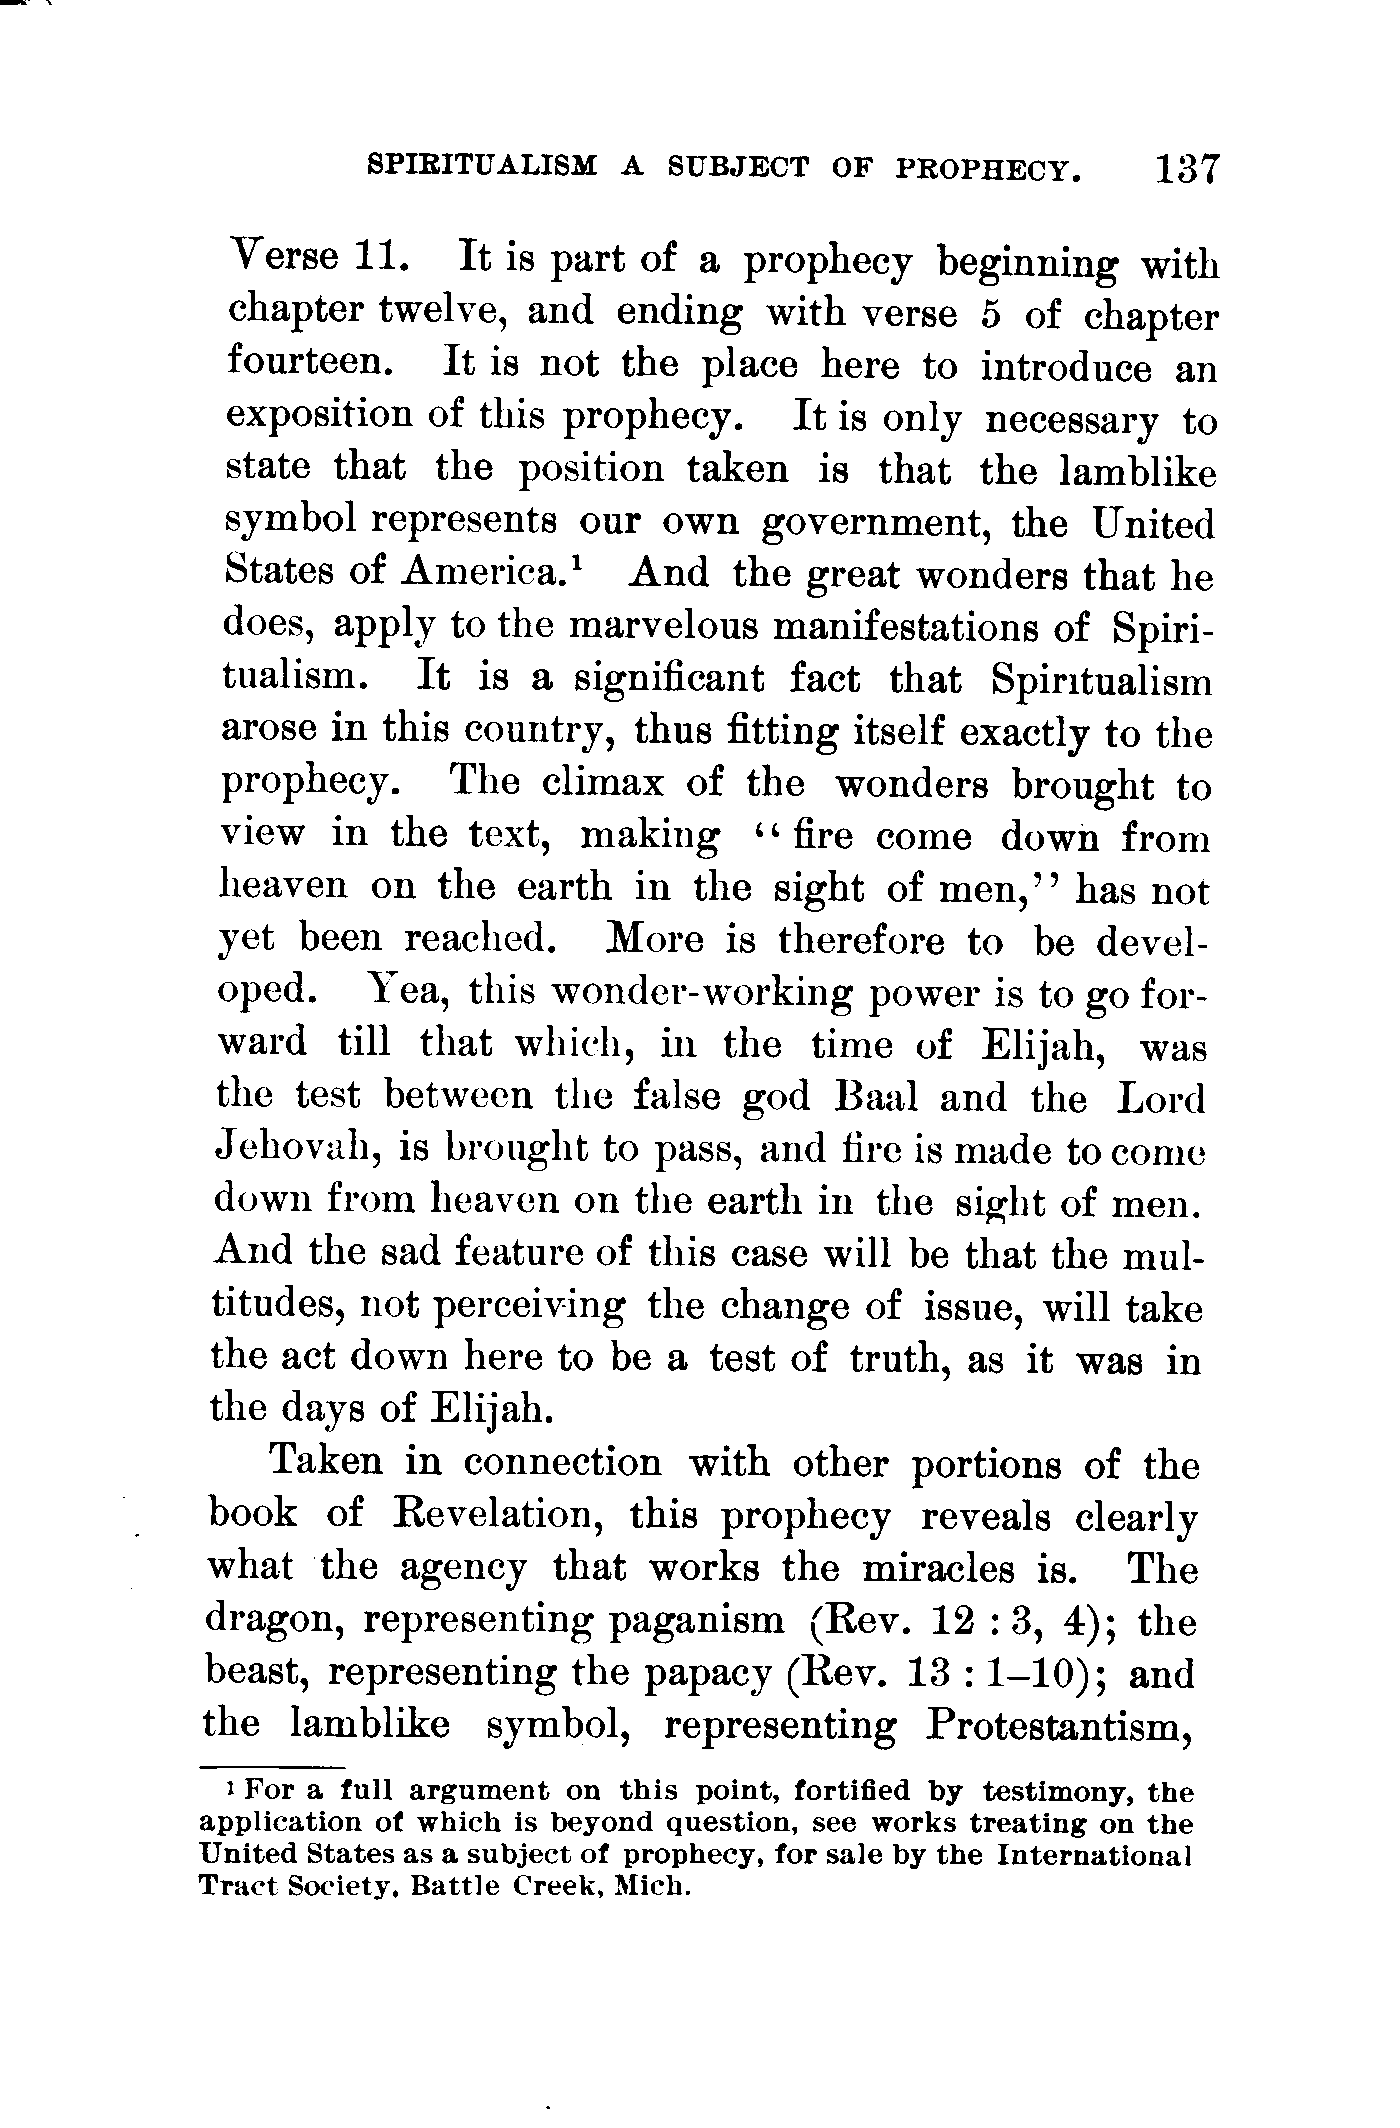 SPIRITUALISM A SUBJECT OF PROPHECY. 137
Verse 11. It is part of a prophecy beginning with
chapter twelve, and ending with verse 5 of chapter
fourteen. It is not the place here to introduce an
exposition of this prophecy. It is only necessary to
state that the position taken is that the lamblike
symbol represents our own government, the United
States of America.¹ And the great wonders that he
does, apply to the marvelous manifestations of Spiri-
tualism. It is a significant fact that Spiritualism
arose in this country, thus fitting itself exactly to the
prophecy. The climax of the wonders brought to
view in the text, making “fire come down from
heaven on the earth in the sight of men,” has not
yet been reached. More is therefore to be devel-
oped. Yea, this wonder-working power is to go for-
ward till that which, in the time of Elijah, was
the test between the false god Baal and the Lord
Jehovah, is brought to pass, and fire is made to come
down from heaven on the earth in the sight of men.
And the sad feature of this case will be that the mul-
titudes, not perceiving the change of issue, will take
the act down here to be a test of truth, as it was in
the days of Elijah.
Taken in connection with other portions of the
book of Revelation, this prophecy reveals clearly
what the agency that works the miracles is. The
dragon, representing paganism (Rev. 12 : 3, 4); the
beast, representing the papacy (Rev. 13 : 1–10); and
the lamblike symbol, representing Protestantism,
¹ For a full argument on this point, fortified by testimony, the
application of which is beyond question, see works treating on the
United States as a subject of prophecy, for sale by the International
Tract Society, Battle Creek, Mich.